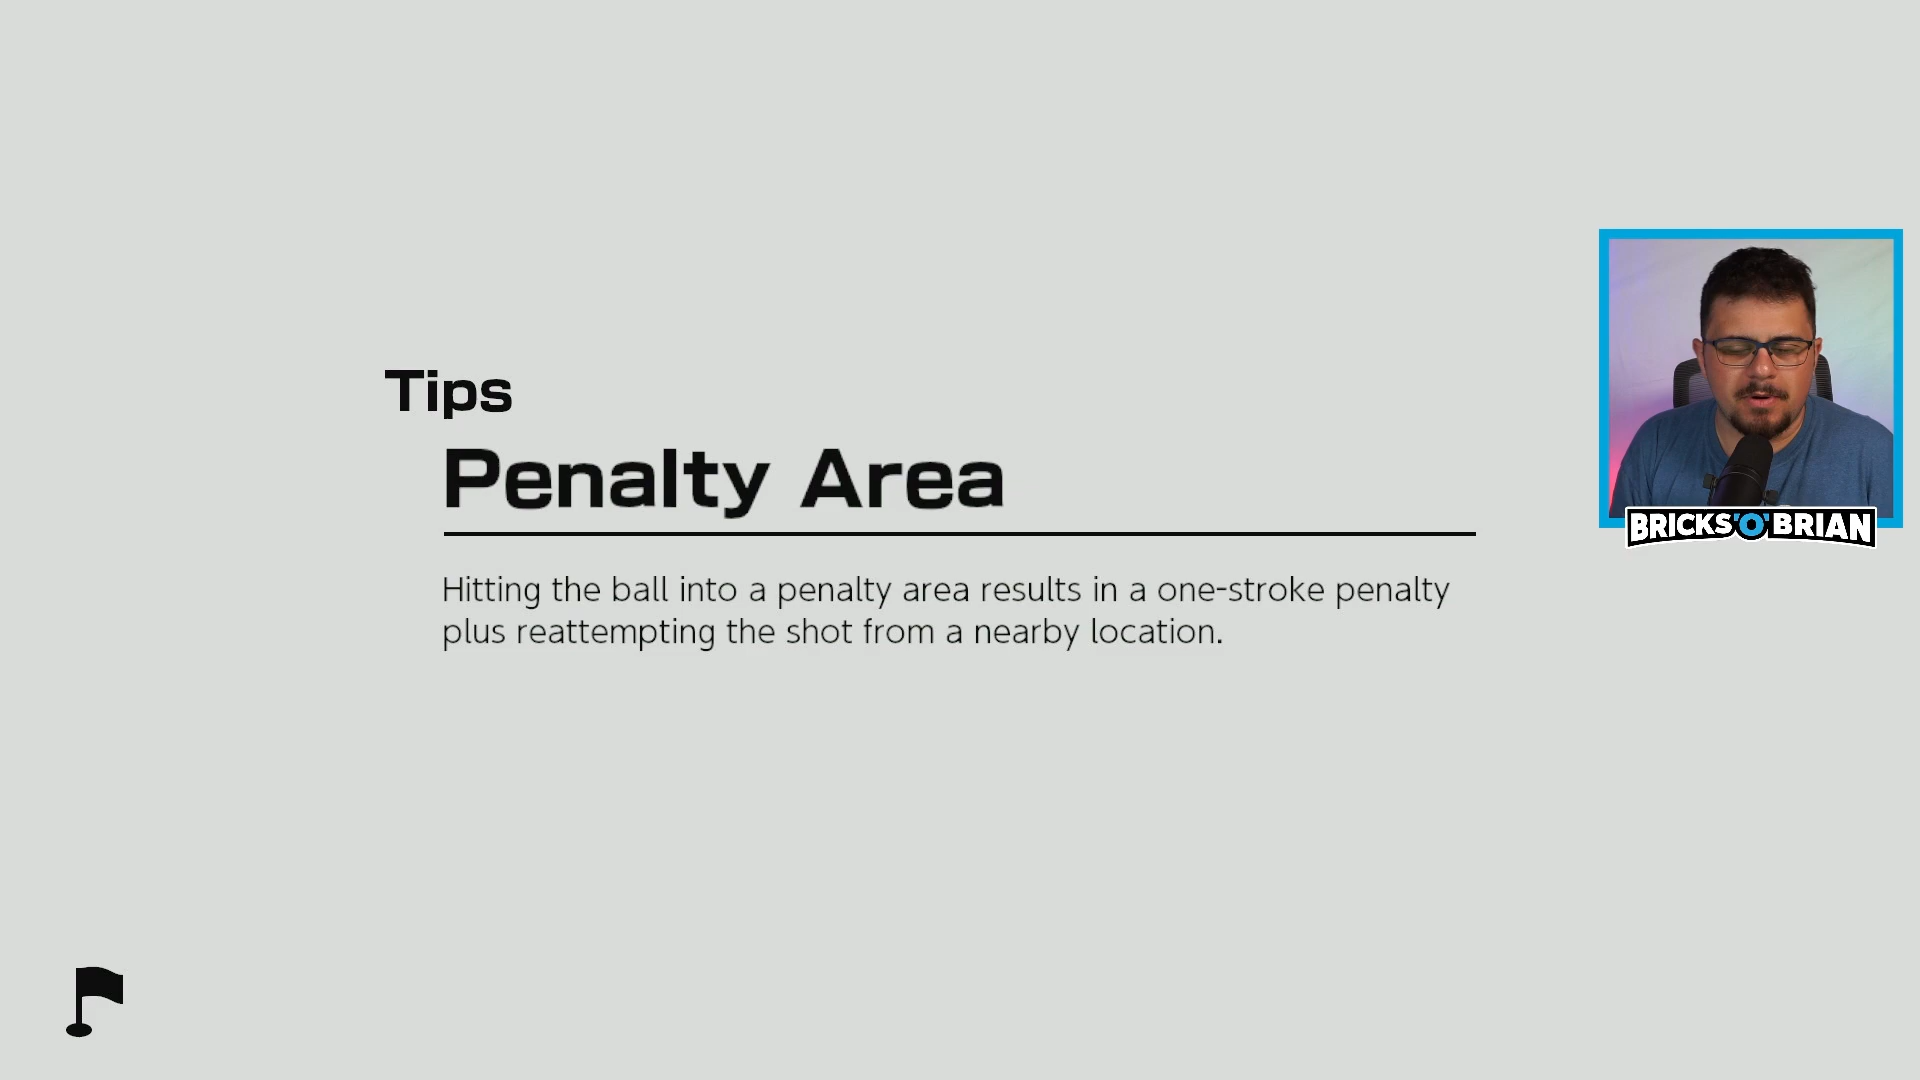 Tips
Penalty Area
Hitting the ball into a penalty area results in a one-stroke penalty
plus reattempting the shot from a nearby location.
BRICKS'O'BRIAN